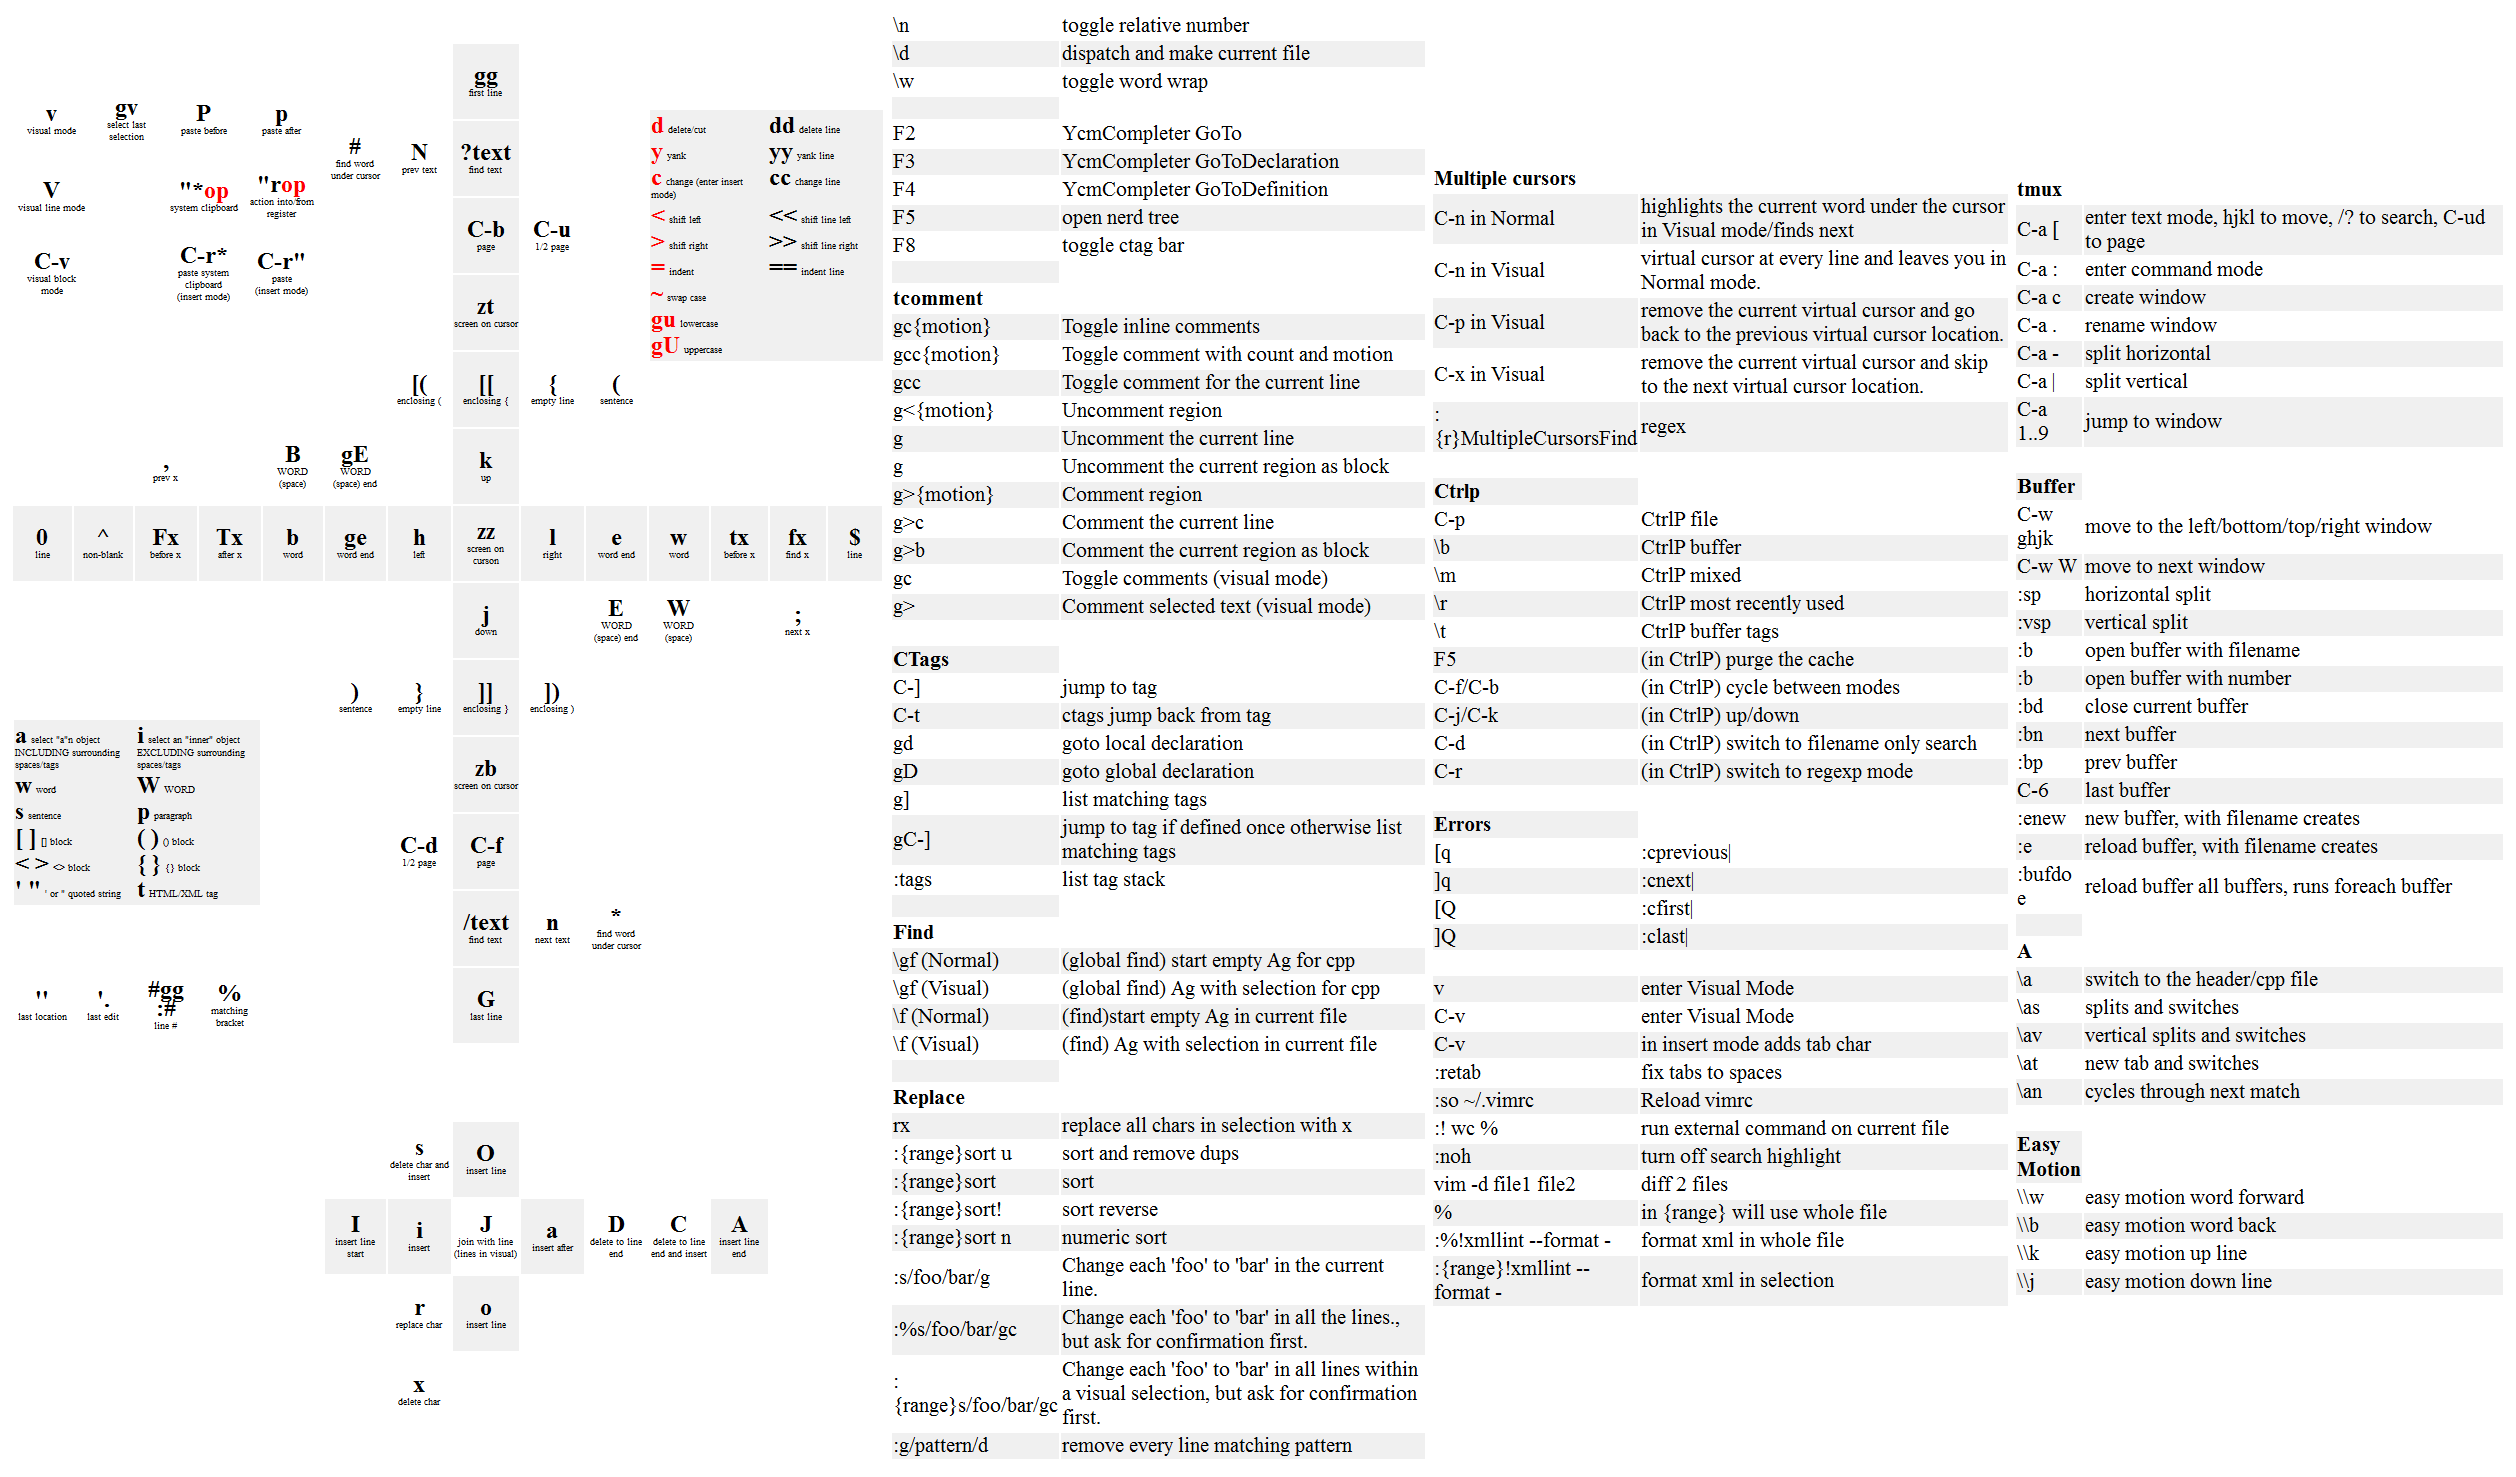 gg
first line
v
visual mode
gv
select last
selection
P
paste before
p
paste after
#
find word
under cursor
N
prev text
?text
find text
V
visual line mode
"*op
system clipboard
"rop
action into/from
register
C-b
page
C-u
1/2 page
C-v
visual block
mode
C-r*
paste system
clipboard
(insert mode)
C-r"
paste
(insert mode)
zt
screen on cursor
d delete/cut
dd delete line
y yank
yy yank line
c change (enter insert
mode)
cc change line
< shift left
<< shift line left
> shift right
>> shift line right
= indent
== indent line
~ swap case
gu lowercase
gU uppercase
[(
enclosing (
[[
enclosing {
{
empty line
(
sentence
,
prev x
B
WORD
(space)
gE
WORD
(space) end
k
up
0
line
^
non-blank
Fx
before x
Tx
after x
b
word
ge
word end
h
left
zz
screen on
curson
l
right
e
word end
w
word
tx
before x
fx
find x
$
line
j
down
E
WORD
(space) end
W
WORD
(space)
;
next x
)
sentence
}
empty line
]]
enclosing }
])
enclosing )
a select "a"n object
INCLUDING surrounding
spaces/tags
i select an "inner" object
EXCLUDING surrounding
spaces/tags
w word
W WORD
s sentence
p paragraph
[ ] [] block
( ) () block
< > <> block
{ } {} block
' " ' or " quoted string
t HTML/XML tag
zb
screen on cursor
C-d
1/2 page
C-f
page
/text
find text
n
next text
*
find word
under cursor
''
last location
'.
last edit
#gg
:#
line #
%
matching
bracket
G
last line
s
delete char and
insert
O
insert line
I
insert line
start
i
insert
J
join with line
(lines in visual)
a
insert after
D
delete to line
end
C
delete to line
end and insert
A
insert line
end
r
replace char
o
insert line
x
delete char
\n toggle relative number
\d dispatch and make current file
\w toggle word wrap
F2 YcmCompleter GoTo
F3 YcmCompleter GoToDeclaration
F4 YcmCompleter GoToDefinition
F5 open nerd tree
F8 toggle ctag bar
tcomment
gc{motion} Toggle inline comments
gcc{motion} Toggle comment with count and motion
gcc Toggle comment for the current line
g<{motion} Uncomment region
g Uncomment the current line
g Uncomment the current region as block
g>{motion} Comment region
g>c Comment the current line
g>b Comment the current region as block
gc Toggle comments (visual mode)
g> Comment selected text (visual mode)
CTags
C-] jump to tag
C-t ctags jump back from tag
gd goto local declaration
gD goto global declaration
g] list matching tags
gC-] jump to tag if defined once otherwise list
matching tags
:tags list tag stack
Find
\gf (Normal) (global find) start empty Ag for cpp
\gf (Visual) (global find) Ag with selection for cpp
\f (Normal) (find)start empty Ag in current file
\f (Visual) (find) Ag with selection in current file
Replace
rx replace all chars in selection with x
:{range}sort u sort and remove dups
:{range}sort sort
:{range}sort! sort reverse
:{range}sort n numeric sort
:s/foo/bar/g Change each 'foo' to 'bar' in the current
line.
:%s/foo/bar/gc Change each 'foo' to 'bar' in all the lines.,
but ask for confirmation first.
:
{range}s/foo/bar/gc Change each 'foo' to 'bar' in all lines within
a visual selection, but ask for confirmation
first.
:g/pattern/d remove every line matching pattern
Multiple cursors
C-n in Normal highlights the current word under the cursor
in Visual mode/finds next
C-n in Visual virtual cursor at every line and leaves you in
Normal mode.
C-p in Visual remove the current virtual cursor and go
back to the previous virtual cursor location.
C-x in Visual remove the current virtual cursor and skip
to the next virtual cursor location.
:
{r}MultipleCursorsFind regex
Ctrlp
C-p CtrlP file
\b CtrlP buffer
\m CtrlP mixed
\r CtrlP most recently used
\t CtrlP buffer tags
F5 (in CtrlP) purge the cache
C-f/C-b (in CtrlP) cycle between modes
C-j/C-k (in CtrlP) up/down
C-d (in CtrlP) switch to filename only search
C-r (in CtrlP) switch to regexp mode
Errors
[q :cprevious|
]q :cnext|
[Q :cfirst|
]Q :clast|
v enter Visual Mode
C-v enter Visual Mode
C-v in insert mode adds tab char
:retab fix tabs to spaces
:so ~/.vimrc Reload vimrc
:! wc % run external command on current file
:noh turn off search highlight
vim -d file1 file2 diff 2 files
% in {range} will use whole file
:%!xmllint --format - format xml in whole file
:{range}!xmllint --
format - format xml in selection
tmux
C-a [ enter text mode, hjkl to move, /? to search, C-ud
to page
C-a : enter command mode
C-a c create window
C-a . rename window
C-a - split horizontal
C-a | split vertical
C-a
1..9 jump to window
Buffer
C-w
ghjk move to the left/bottom/top/right window
C-w W move to next window
:sp horizontal split
:vsp vertical split
:b open buffer with filename
:b open buffer with number
:bd close current buffer
:bn next buffer
:bp prev buffer
C-6 last buffer
:enew new buffer, with filename creates
:e reload buffer, with filename creates
:bufdo
e reload buffer all buffers, runs foreach buffer
A
\a switch to the header/cpp file
\as splits and switches
\av vertical splits and switches
\at new tab and switches
\an cycles through next match
Easy
Motion
\\w easy motion word forward
\\b easy motion word back
\\k easy motion up line
\\j easy motion down line